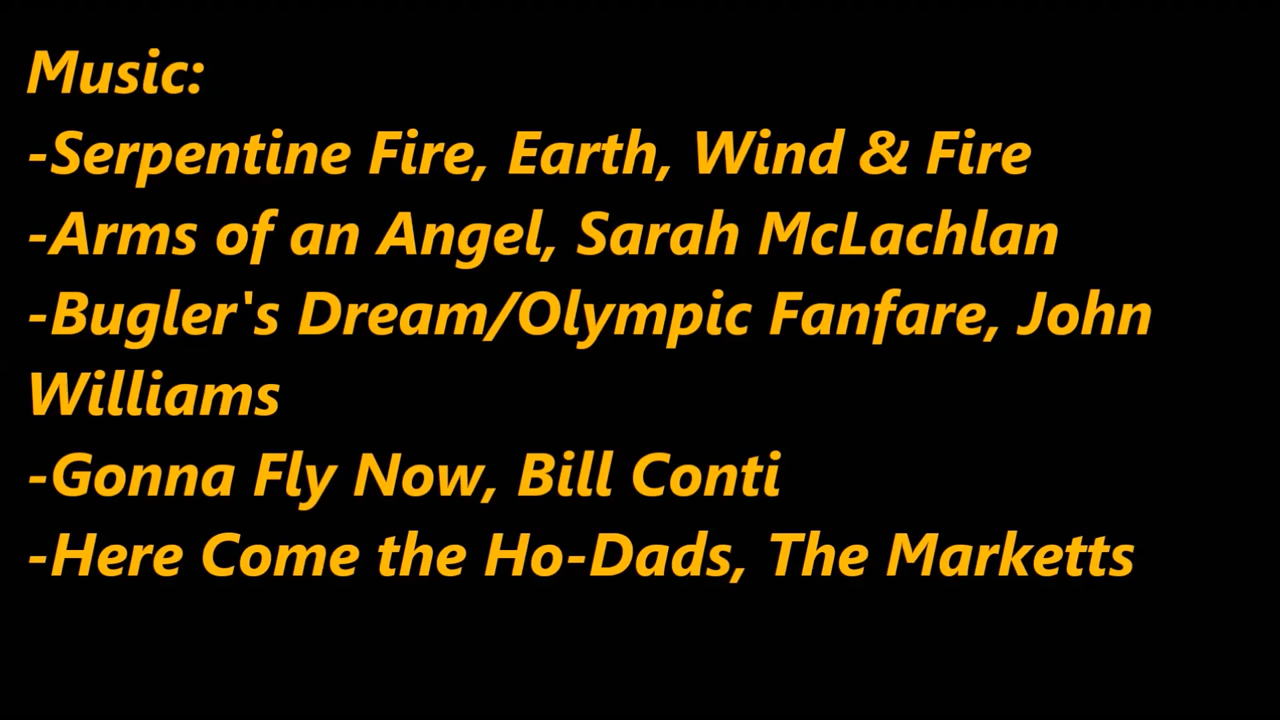 Music:
-Serpentine Fire, Earth, Wind & Fire
-Arms of an Angel, Sarah McLachlan
-Bugler's Dream/Olympic Fanfare, John
Williams
-Gonna Fly Now, Bill Conti
-Here Come the Ho-Dads, The Marketts